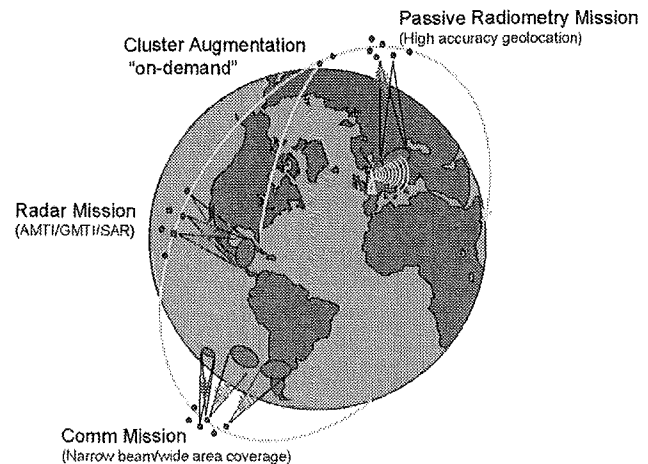 Passive Radiometry Mission
(High accuracy geolocation)
Cluster Augmentation
"on-demand"
Radar Mission
(AMTI/GMTI/SAR)
Comm Mission
(Narrow beam/wide area coverage)